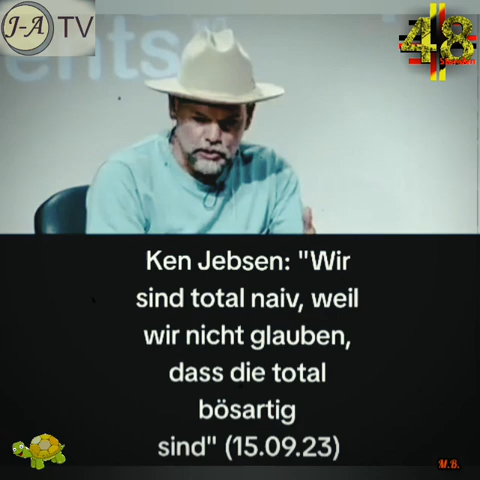 J-A TV
48
ents"
Ken Jebsen: "Wir
sind total naiv, weil
wir nicht glauben,
dass die total
bösartig
sind" (15.09.23)
M.B.